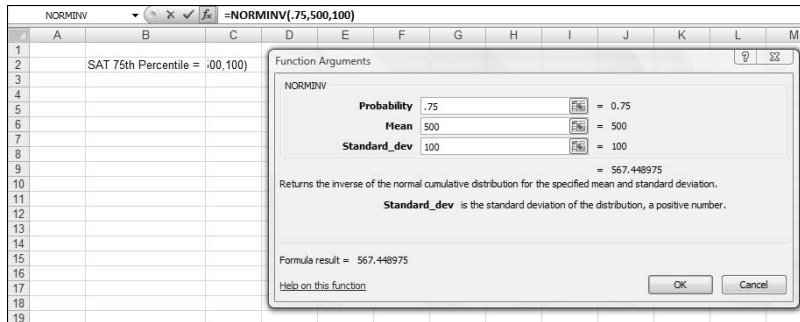 NORMINV fx =NORMINV(.75,500,100)
A B C D E F G H I J K L M
1
2 SAT 75th Percentile = 00,100)
3
4
5
6
7
8
9
10
11
12
13
14
15
16
17
18
19
Function Arguments ?
NORMINV
Probability .75 = 0.75
Mean 500 = 500
Standard_dev 100 = 100
= 567.448975
Returns the inverse of the normal cumulative distribution for the specified mean and standard deviation.
Standard_dev is the standard deviation of the distribution, a positive number.
Formula result = 567.448975
Help on this function OK Cancel